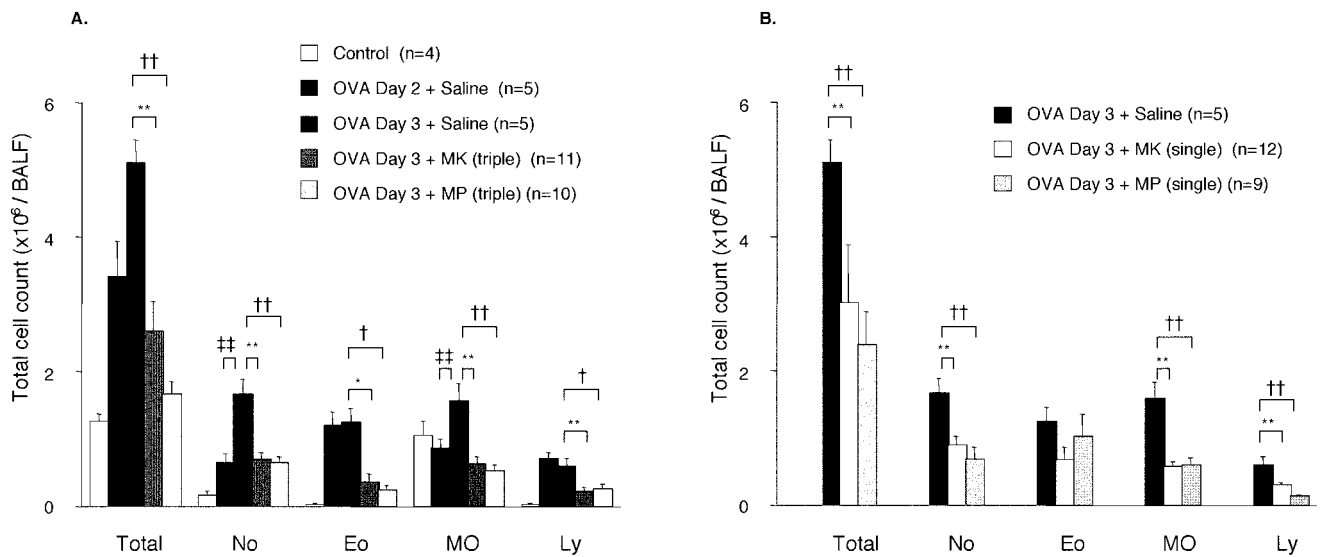 A.
Control (n=4)
OVA Day 2 + Saline (n=5)
OVA Day 3 + Saline (n=5)
OVA Day 3 + MK (triple) (n=11)
OVA Day 3 + MP (triple) (n=10)
Total cell count (x10⁶ / BALF)
6
4
2
0
††
**
‡‡
††
**
†
*
‡‡
††
**
†
**
Total No Eo MO Ly
B.
OVA Day 3 + Saline (n=5)
OVA Day 3 + MK (single) (n=12)
OVA Day 3 + MP (single) (n=9)
Total cell count (x10⁶ / BALF)
6
4
2
0
††
**
††
**
††
**
††
**
Total No Eo MO Ly